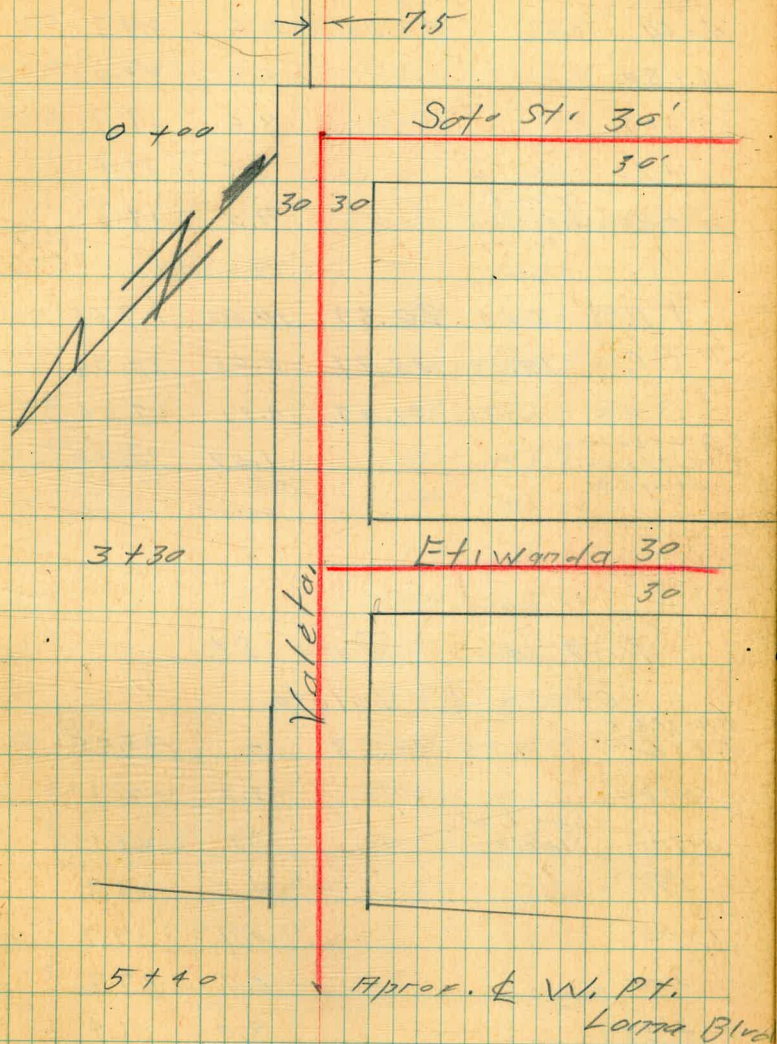 7.5
Soto St. 30'
0 +00
30'
30 30
3 +30
Etiwanda 30
30
Valeta
5 +40
Aprox. ℄ W. Pt.
Loma Blvd